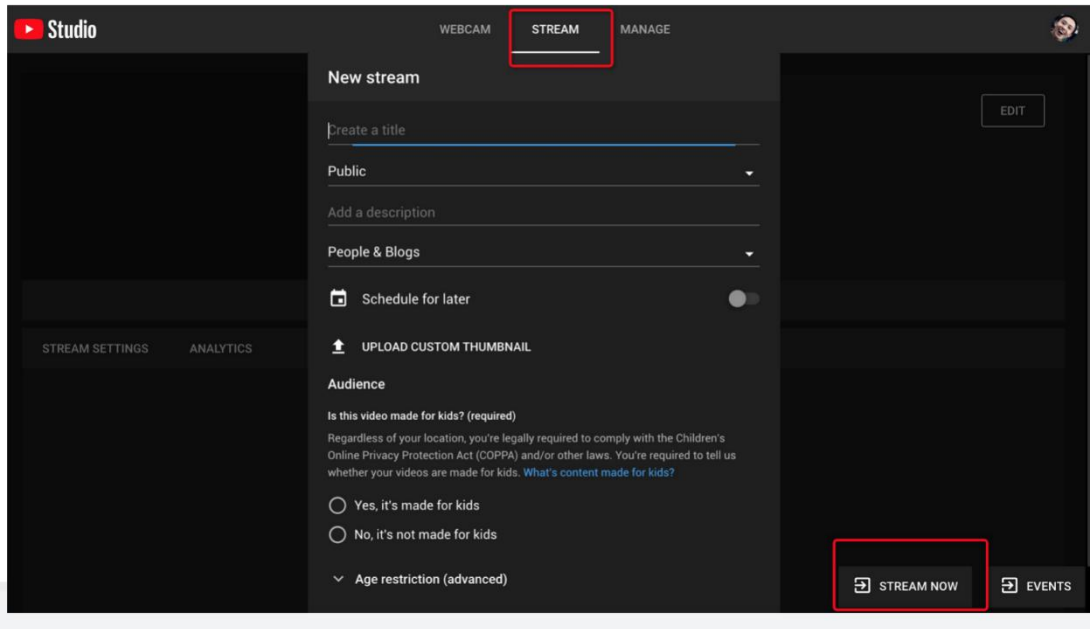 Studio
WEBCAM STREAM MANAGE
New stream
EDIT
Create a title
Public
Add a description
People & Blogs
Schedule for later
STREAM SETTINGS ANALYTICS
UPLOAD CUSTOM THUMBNAIL
Audience
Is this video made for kids? (required)
Regardless of your location, you're legally required to comply with the Children's
Online Privacy Protection Act (COPPA) and/or other laws. You're required to tell us
whether your videos are made for kids. What's content made for kids?
Yes, it's made for kids
No, it's not made for kids
Age restriction (advanced)
STREAM NOW EVENTS